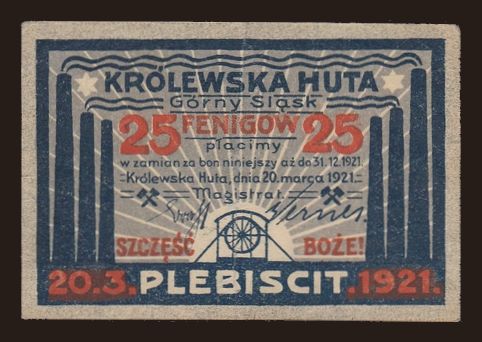 KRÓLEWSKA HUTA
Górny Śląsk
25 FENIGÓW 25
płacimy
w zamian za bon niniejszy aż do 31.12.1921.
Królewska Huta, dnia 20. marca 1921.
Magistrat.
SZCZĘŚĆ BOŻE!
20.3. PLEBISCIT .1921.